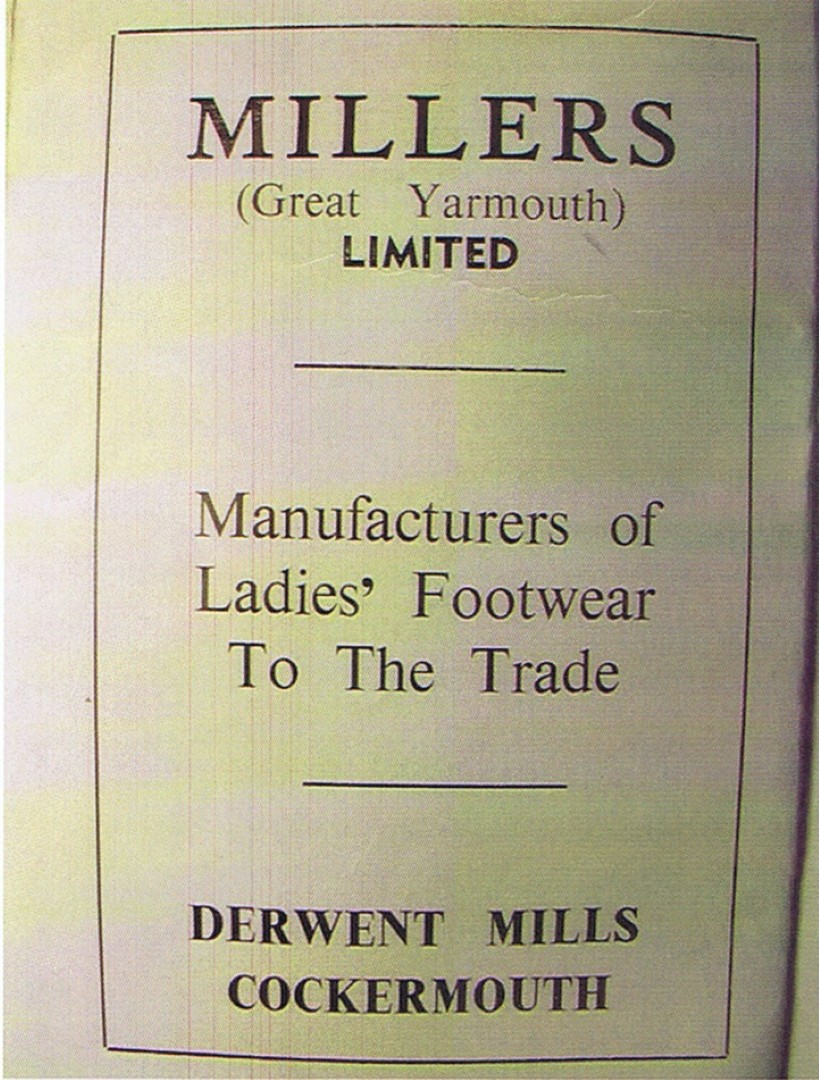 MILLERS
(Great Yarmouth)
LIMITED
Manufacturers of
Ladies’ Footwear
To The Trade
DERWENT MILLS
COCKERMOUTH